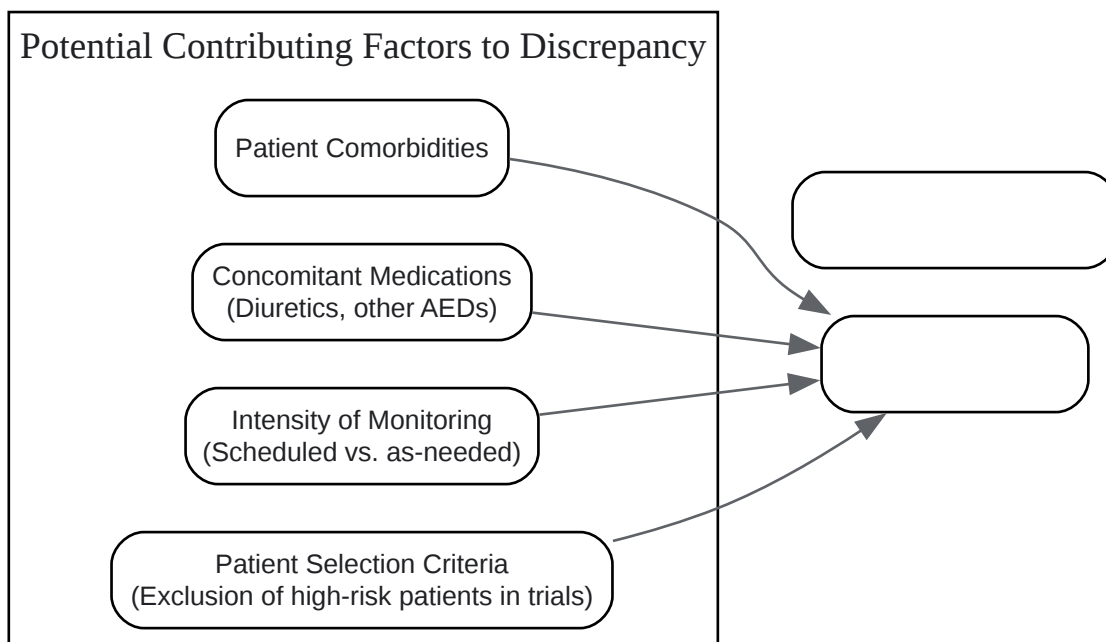 Potential Contributing Factors to Discrepancy
Patient Comorbidities
Concomitant Medications
(Diuretics, other AEDs)
Intensity of Monitoring
(Scheduled vs. as-needed)
Patient Selection Criteria
(Exclusion of high-risk patients in trials)